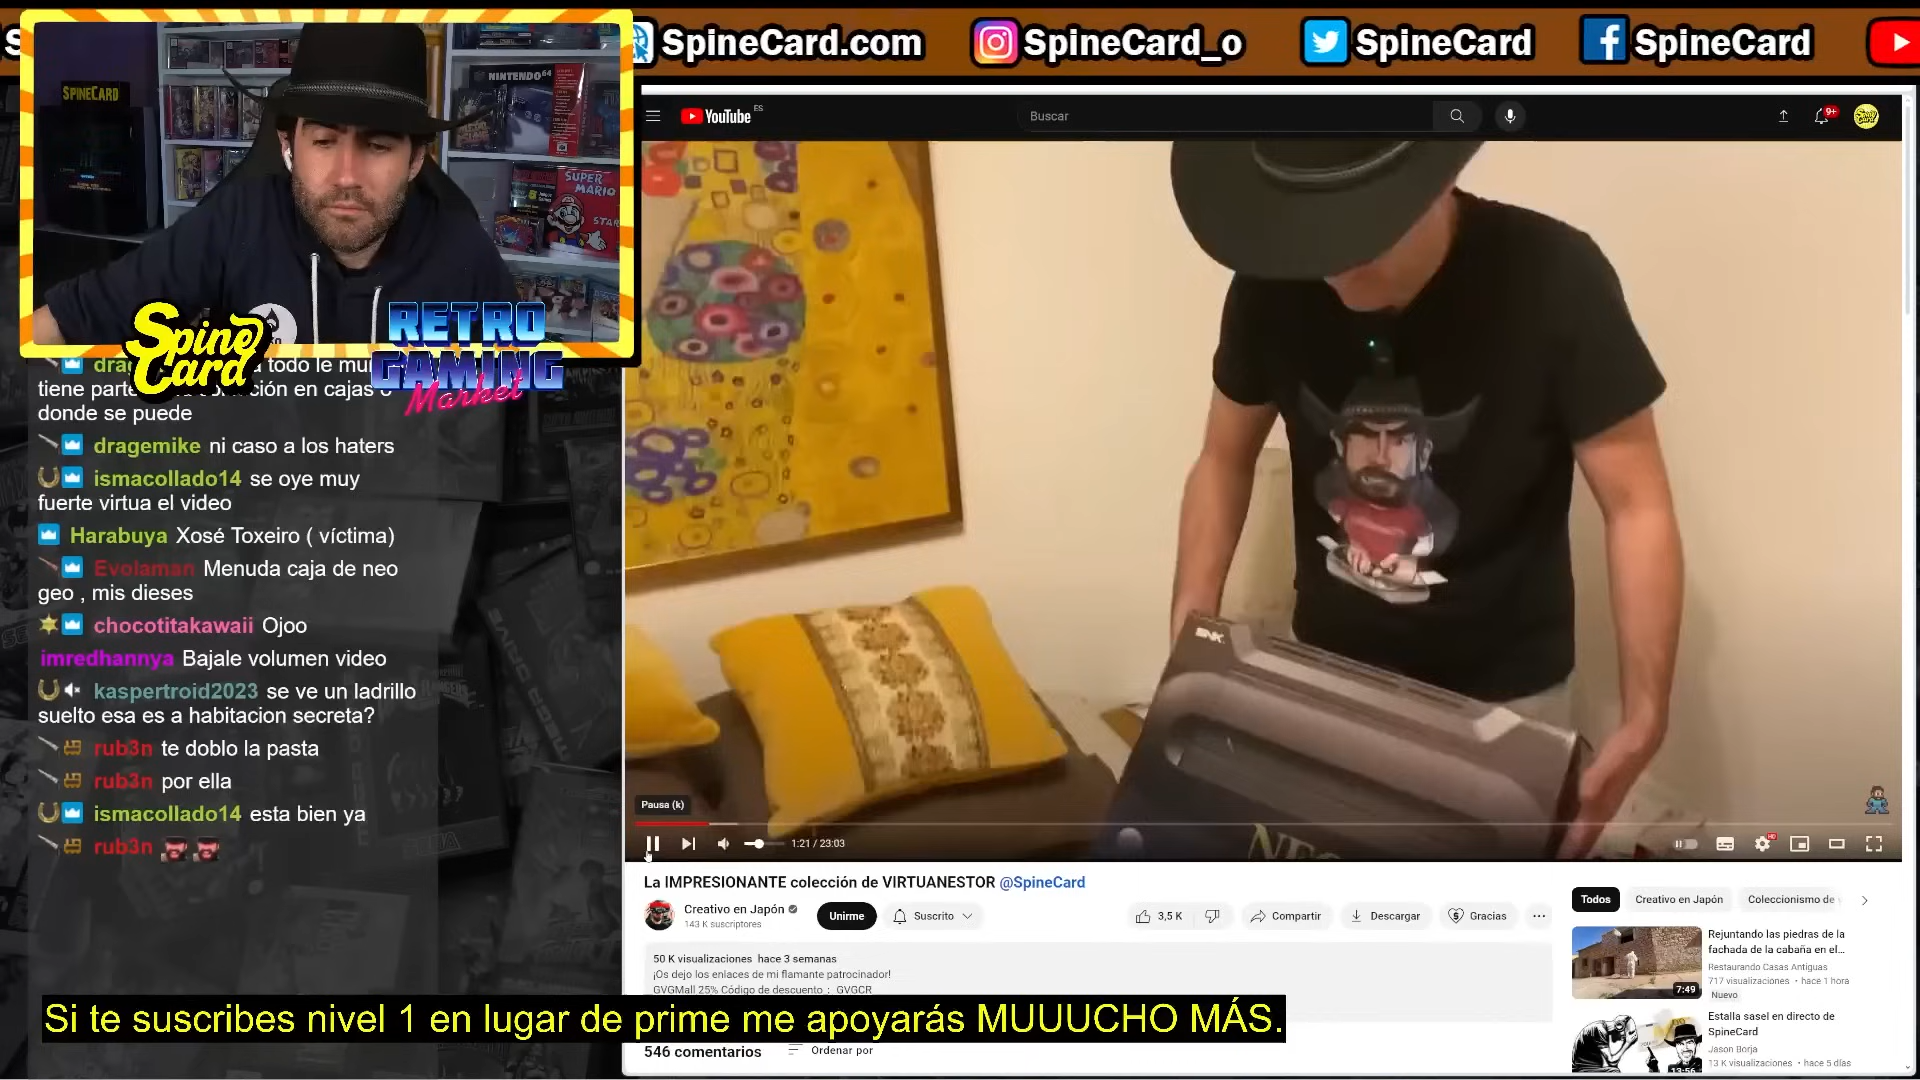 SpineCard.com
SpineCard_o
SpineCard
SpineCard
SPINECARD
NINTENDO 64
SUPER
MARIO
Spine
Card
RETRO
GAMING
Market
todo le
tiene parte
en cajas o
donde se puede
dragemike ni caso a los haters
ismacollado14 se oye muy
fuerte virtua el video
Harabuya Xosé Toxeiro ( víctima)
Evolaman Menuda caja de neo
geo , mis dieses
chocotitakawaii Ojoo
imredhannya Bajale volumen video
kaspertroid2023 se ve un ladrillo
suelto esa es a habitacion secreta?
rub3n te doblo la pasta
rub3n por ella
ismacollado14 esta bien ya
rub3n
YouTube ES
Buscar
9+
SNK
NEO
Pausa (k)
1:21 / 23:03
HD
La IMPRESIONANTE colección de VIRTUANESTOR @SpineCard
Creativo en Japón
143 K suscriptores
Unirme
Suscrito
3,5 K
Compartir
Descargar
Gracias
50 K visualizaciones hace 3 semanas
¡Os dejo los enlaces de mi flamante patrocinador!
GVGMall 25% Código de descuento : GVGCR
546 comentarios
Ordenar por
Todos
Creativo en Japón
Coleccionismo de
Rejuntando las piedras de la
fachada de la cabaña en el...
Restaurando Casas Antiguas
717 visualizaciones • hace 1 hora
Nuevo
7:49
Estalla sasel en directo de
SpineCard
Jason Borja
13 K visualizaciones • hace 5 días
13:56
Si te suscribes nivel 1 en lugar de prime me apoyarás MUUUCHO MÁS.